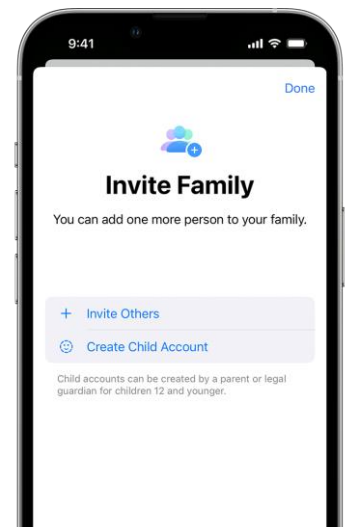 9:41
Done
Invite Family
You can add one more person to your family.
+ Invite Others
Create Child Account
Child accounts can be created by a parent or legal
guardian for children 12 and younger.